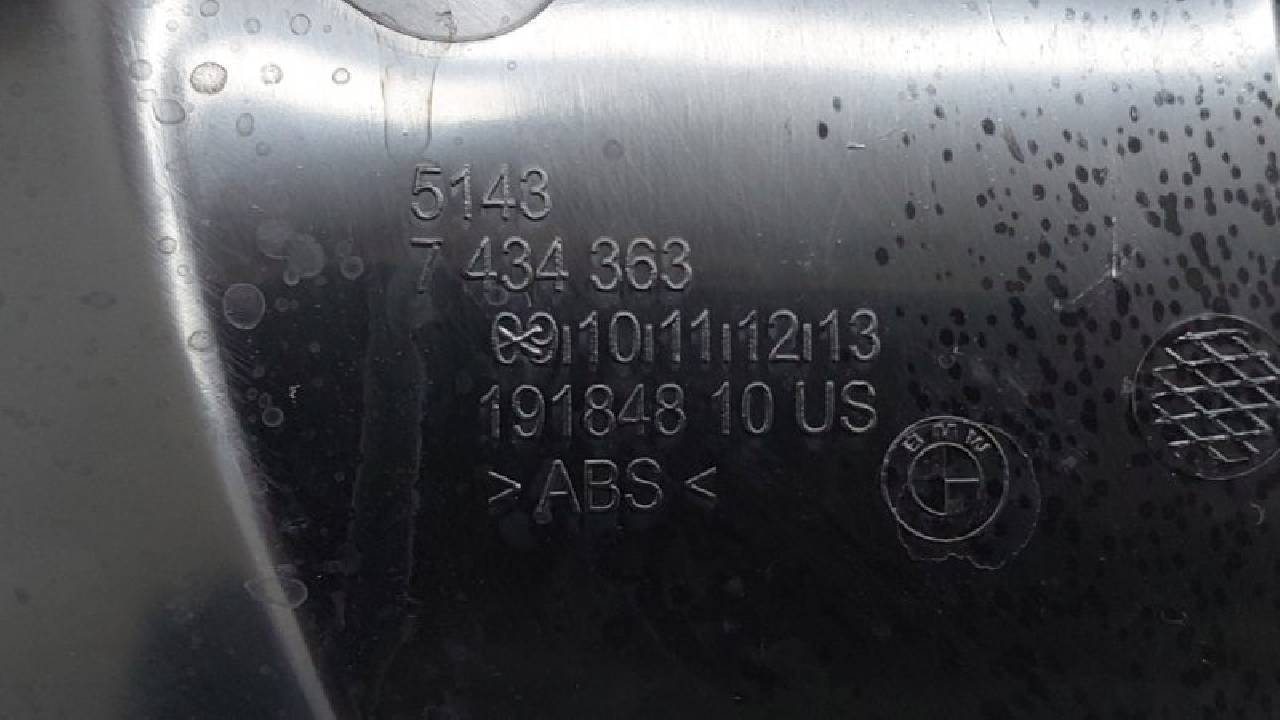 5143
7 434 363
09|10|11|12|13
191848 10 US
> ABS <
BMW